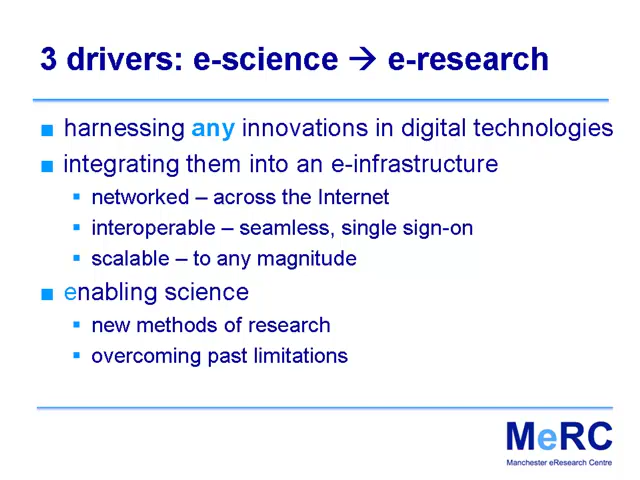 3 drivers: e-science → e-research
harnessing any innovations in digital technologies
integrating them into an e-infrastructure
networked – across the Internet
interoperable – seamless, single sign-on
scalable – to any magnitude
enabling science
new methods of research
overcoming past limitations
MeRC
Manchester eResearch Centre